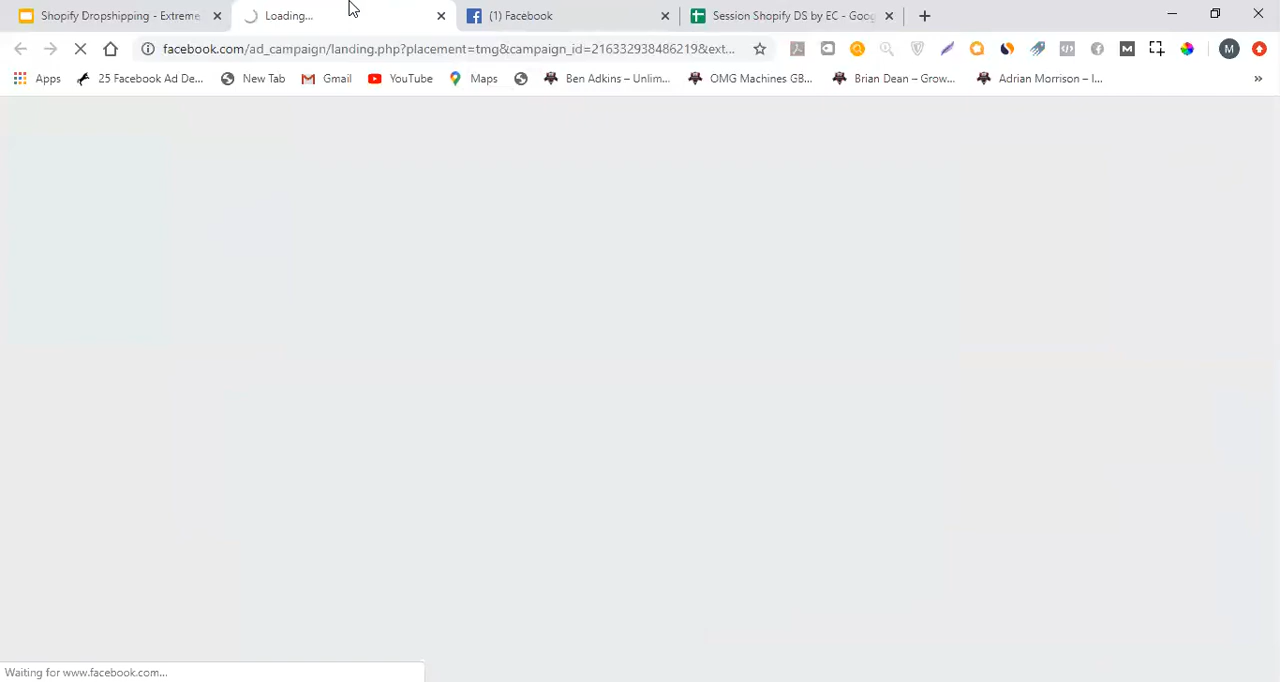 Shopify Dropshipping - Extreme
Loading...
(1) Facebook
Session Shopify DS by EC - Goog
facebook.com/ad_campaign/landing.php?placement=tmg&campaign_id=216332938486219&ext...
M
M
Apps
25 Facebook Ad De...
New Tab
Gmail
YouTube
Maps
Ben Adkins – Unlim...
GMG Machines GB...
Brian Dean – Grow...
Adrian Morrison – I...
»
Waiting for www.facebook.com...